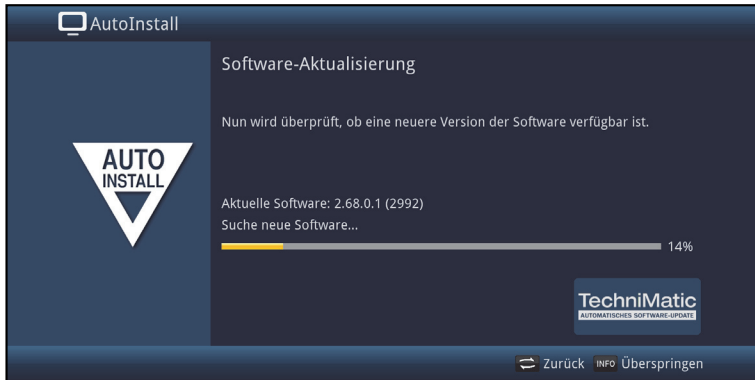 AutoInstall
Software-Aktualisierung
Nun wird überprüft, ob eine neuere Version der Software verfügbar ist.
AUTO
INSTALL
Aktuelle Software: 2.68.0.1 (2992)
Suche neue Software...
14%
TechniMatic
AUTOMATISCHES SOFTWARE-UPDATE
Zurück INFO Überspringen